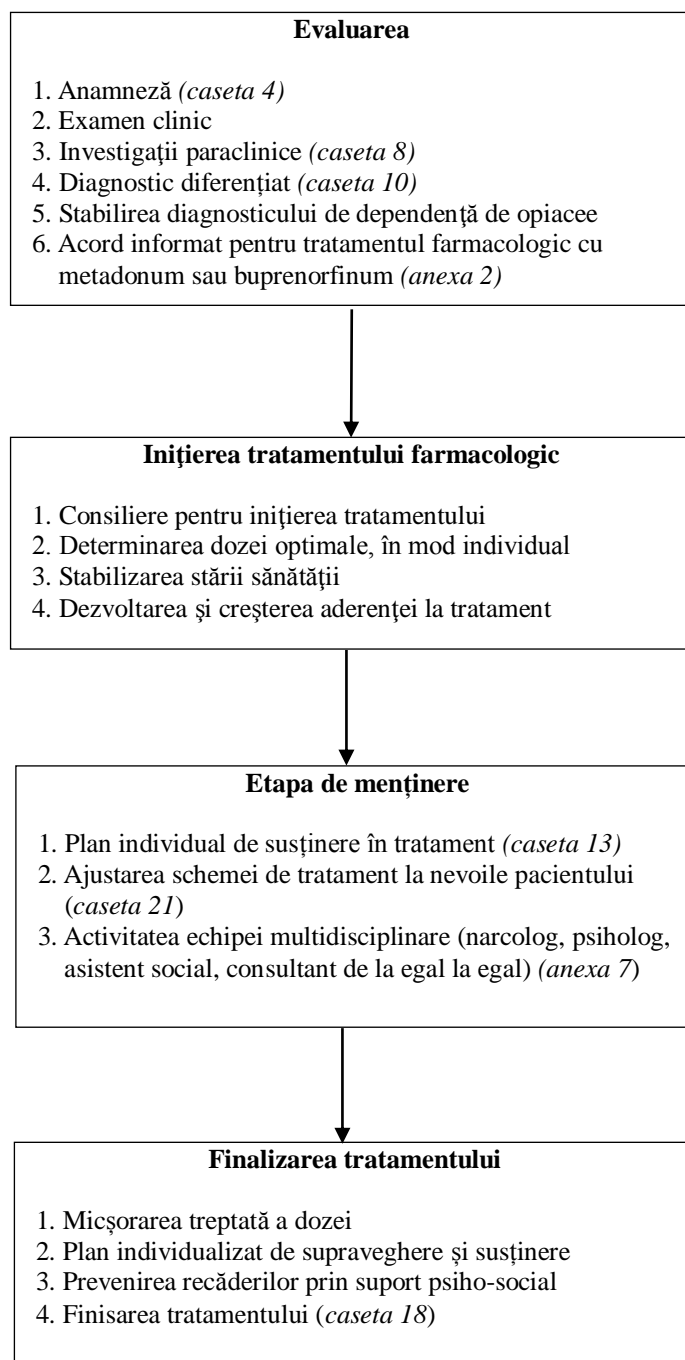 Evaluarea
1. Anamneză (caseta 4)
2. Examen clinic
3. Investigaţii paraclinice (caseta 8)
4. Diagnostic diferențiat (caseta 10)
5. Stabilirea diagnosticului de dependenţă de opiacee
6. Acord informat pentru tratamentul farmacologic cu
metadonum sau buprenorfinum (anexa 2)
Iniţierea tratamentului farmacologic
1. Consiliere pentru inițierea tratamentului
2. Determinarea dozei optimale, în mod individual
3. Stabilizarea stării sănătăţii
4. Dezvoltarea şi creşterea aderenţei la tratament
Etapa de menținere
1. Plan individual de susținere în tratament (caseta 13)
2. Ajustarea schemei de tratament la nevoile pacientului
(caseta 21)
3. Activitatea echipei multidisciplinare (narcolog, psiholog,
asistent social, consultant de la egal la egal) (anexa 7)
Finalizarea tratamentului
1. Micșorarea treptată a dozei
2. Plan individualizat de supraveghere și susținere
3. Prevenirea recăderilor prin suport psiho-social
4. Finisarea tratamentului (caseta 18)